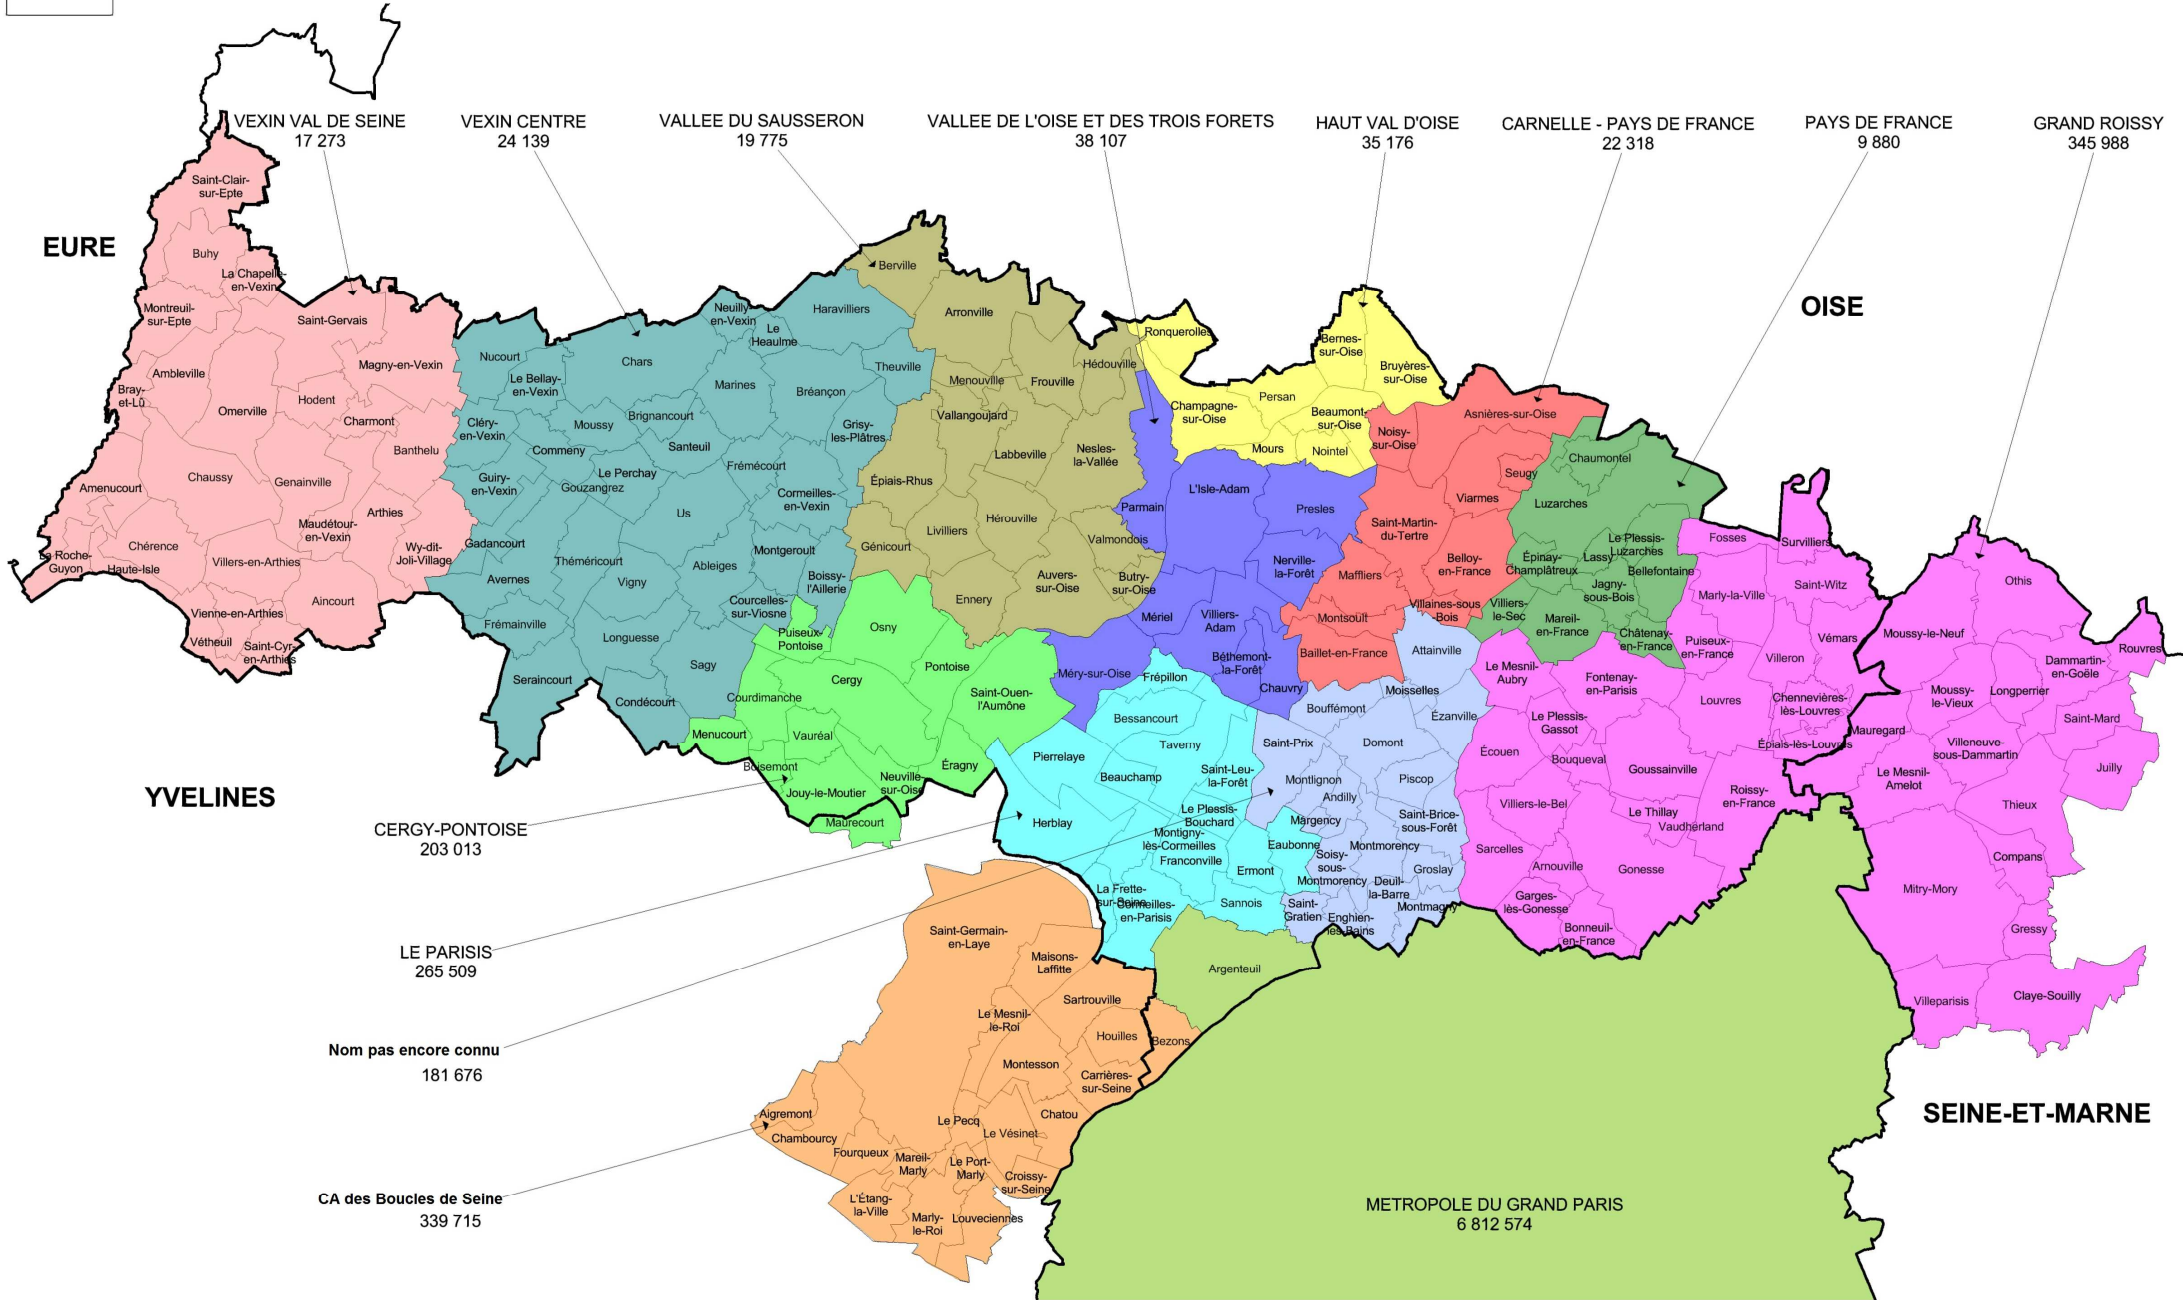 VEXIN VAL DE SEINE
17 273
VEXIN CENTRE
24 139
VALLEE DU SAUSSERON
19 775
VALLEE DE L'OISE ET DES TROIS FORETS
38 107
HAUT VAL D'OISE
35 176
CARNELLE - PAYS DE FRANCE
22 318
PAYS DE FRANCE
9 880
GRAND ROISSY
345 988
EURE
OISE
YVELINES
SEINE-ET-MARNE
Saint-Clair-
sur-Epte
Buhy
La Chapelle-
en-Vexin
Montreuil-
sur-Epte
Saint-Gervais
Magny-en-Vexin
Ambleville
Bray-
et-Lû
Omerville
Hodent
Charmont
Banthelu
Chaussy
Genainville
Amenucourt
Maudétour-
en-Vexin
Arthies
Wy-dit-
Joli-Village
Chérence
La Roche-
Guyon
Haute-Isle
Villers-en-Arthies
Aincourt
Vienne-en-Arthies
Vétheuil
Saint-Cyr-
en-Arthies
Nucourt
Le Bellay-
en-Vexin
Chars
Neuilly-
en-Vexin
Le
Heaulme
Haravilliers
Theuville
Marines
Bréançon
Cléry-
en-Vexin
Moussy
Brignancourt
Santeuil
Grisy-
les-Plâtres
Commeny
Le Perchay
Gouzangrez
Frémécourt
Guiry-
en-Vexin
Us
Cormeilles-
en-Vexin
Gadancourt
Théméricourt
Montgeroult
Avernes
Vigny
Ableiges
Boissy-
l'Aillerie
Courcelles-
sur-Viosne
Frémainville
Longuesse
Sagy
Seraincourt
Condécourt
Berville
Arronville
Hédouville
Menouville
Frouville
Vallangoujard
Labbeville
Nesles-
la-Vallée
Épiais-Rhus
Livilliers
Hérouville
Valmondois
Génicourt
Ennery
Auvers-
sur-Oise
Butry-
sur-Oise
Ronquerolles
Bernes-
sur-Oise
Bruyères-
sur-Oise
Persan
Champagne-
sur-Oise
Beaumont-
sur-Oise
Mours
Nointel
Parmain
L'Isle-Adam
Presles
Nerville-
la-Forêt
Mériel
Villiers-
Adam
Béthemont-
la-Forêt
Chauvry
Méry-sur-Oise
Asnières-sur-Oise
Noisy-
sur-Oise
Seugy
Viarmes
Saint-Martin-
du-Tertre
Belloy-
en-France
Maffliers
Montsoult
Villaines-sous
-Bois
Baillet-en-France
Chaumontel
Luzarches
Le Plessis-
Luzarches
Lassy
Épinay-
Champlâtreux
Bellefontaine
Jagny-
sous-Bois
Villiers-
le-Sec
Mareil-
en-France
Châtenay-
en-France
Fosses
Survilliers
Saint-Witz
Marly-la-Ville
Vémars
Puiseux-
en-France
Villeron
Le Mesnil-
Aubry
Fontenay-
en-Parisis
Louvres
Chennevières-
lès-Louvres
Épiais-lès-Louvres
Le Plessis-
Gassot
Écouen
Bouqueval
Goussainville
Roissy-
en-France
Villiers-le-Bel
Le Thillay
Vaudherland
Sarcelles
Arnouville
Gonesse
Garges-
lès-Gonesse
Bonneuil-
en-France
Othis
Moussy-le-Neuf
Rouvres
Dammartin-
en-Goële
Moussy-
le-Vieux
Longperrier
Saint-Mard
Mauregard
Villeneuve-
sous-Dammartin
Juilly
Le Mesnil-
Amelot
Thieux
Compans
Mitry-Mory
Gressy
Villeparisis
Claye-Souilly
Puiseux-
Pontoise
Osny
Pontoise
Cergy
Saint-Ouen-
l'Aumône
Courdimanche
Menucourt
Vauréal
Boisemont
Éragny
Neuville-
sur-Oise
Jouy-le-Moutier
Maurecourt
Frépillon
Bessancourt
Pierrelaye
Taverny
Beauchamp
Saint-Leu-
la-Forêt
Herblay
Le Plessis-
Bouchard
Montigny-
lès-Cormeilles
Franconville
Eaubonne
Ermont
La Frette-
sur-Seine
Cormeilles-
en-Parisis
Sannois
Attainville
Moisselles
Bouffémont
Ézanville
Saint-Prix
Domont
Montlignon
Piscop
Andilly
Margency
Saint-Brice-
sous-Forêt
Montmorency
Soisy-
sous-
Montmorency
Groslay
Deuil-
la-Barre
Saint-
Gratien
Enghien-
les-Bains
Montmagny
Argenteuil
Bezons
Saint-Germain-
en-Laye
Maisons-
Laffitte
Sartrouville
Le Mesnil-
le-Roi
Houilles
Montesson
Carrières-
sur-Seine
Chatou
Aigremont
Chambourcy
Le Pecq
Le Vésinet
Fourqueux
Mareil-
Marly
Le Port-
Marly
Croissy-
sur-Seine
L'Étang-
la-Ville
Marly-
le-Roi
Louveciennes
CERGY-PONTOISE
203 013
LE PARISIS
265 509
Nom pas encore connu
181 676
CA des Boucles de Seine
339 715
METROPOLE DU GRAND PARIS
6 812 574